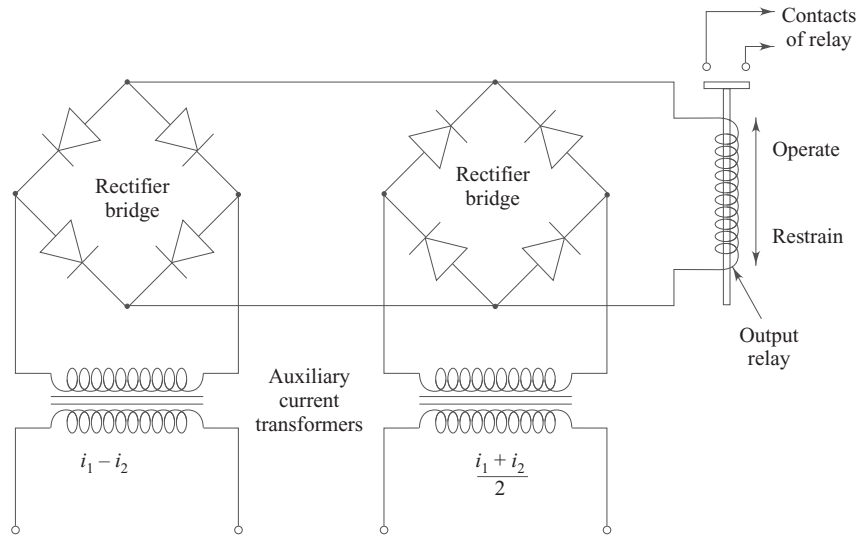 Contacts
of relay
Rectifier
bridge
Rectifier
bridge
Operate
Restrain
Output
relay
Auxiliary
current
transformers
i₁ – i₂
i₁ + i₂
2